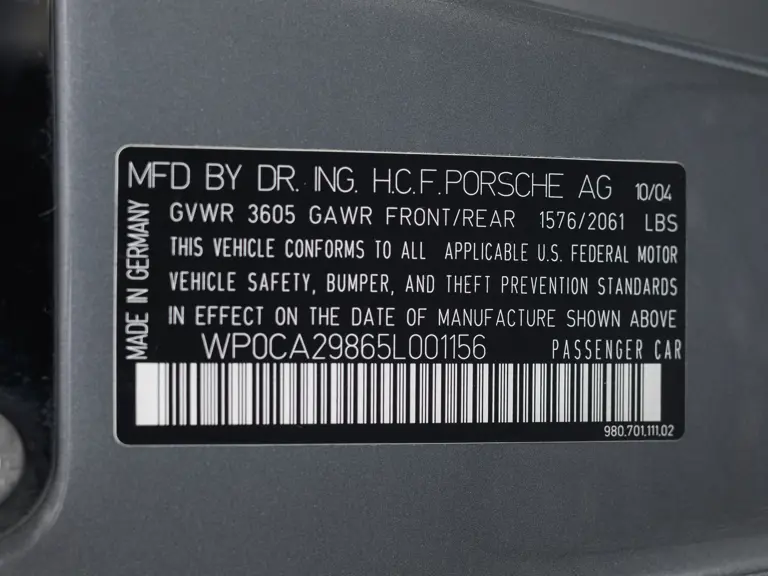 MFD BY DR. ING. H.C.F.PORSCHE AG 10/04
GVWR 3605 GAWR FRONT/REAR 1576/2061 LBS
THIS VEHICLE CONFORMS TO ALL APPLICABLE U.S. FEDERAL MOTOR
VEHICLE SAFETY, BUMPER, AND THEFT PREVENTION STANDARDS
IN EFFECT ON THE DATE OF MANUFACTURE SHOWN ABOVE
WP0CA29865L001156 PASSENGER CAR
980.701.111.02
MADE IN GERMANY